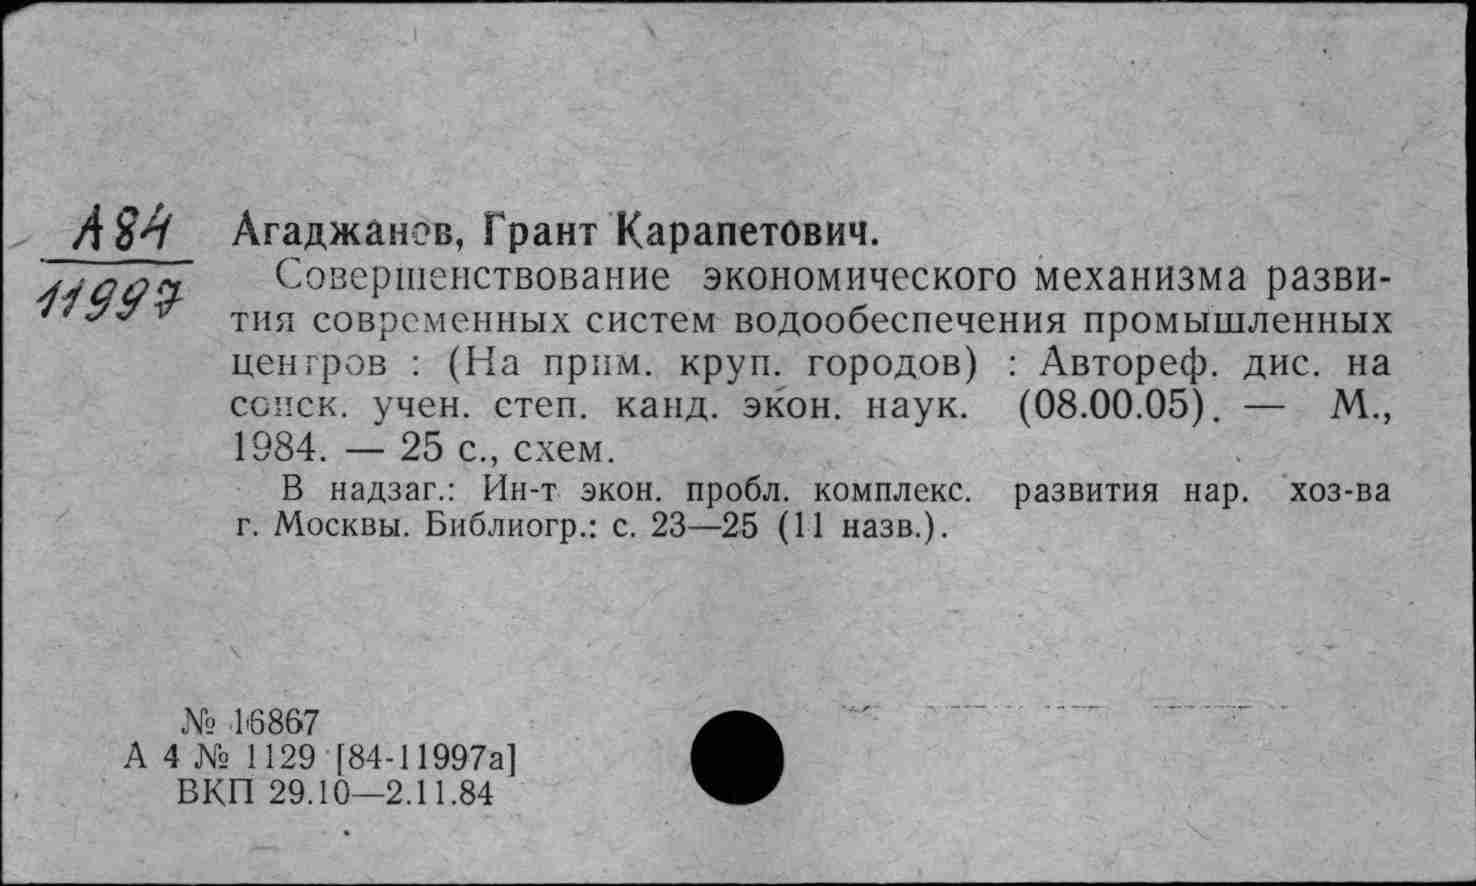 А84
11997
Агаджанов, Грант Карапетович.
Совершенствование экономического механизма разви-
тия современных систем водообеспечения промышленных
центров : (На прим. круп. городов) : Автореф. дис. на
соиск. учен. степ. канд. экон. наук. (08.00.05). — М.,
1984. — 25 с., схем.
В надзаг.: Ин-т экон. пробл. комплекс. развития нар. хоз-ва
г. Москвы. Библиогр.: с. 23—25 (11 назв.).
№ 16867
А 4 № 1129 [84-11997а]
ВКП 29.10—2.11.84